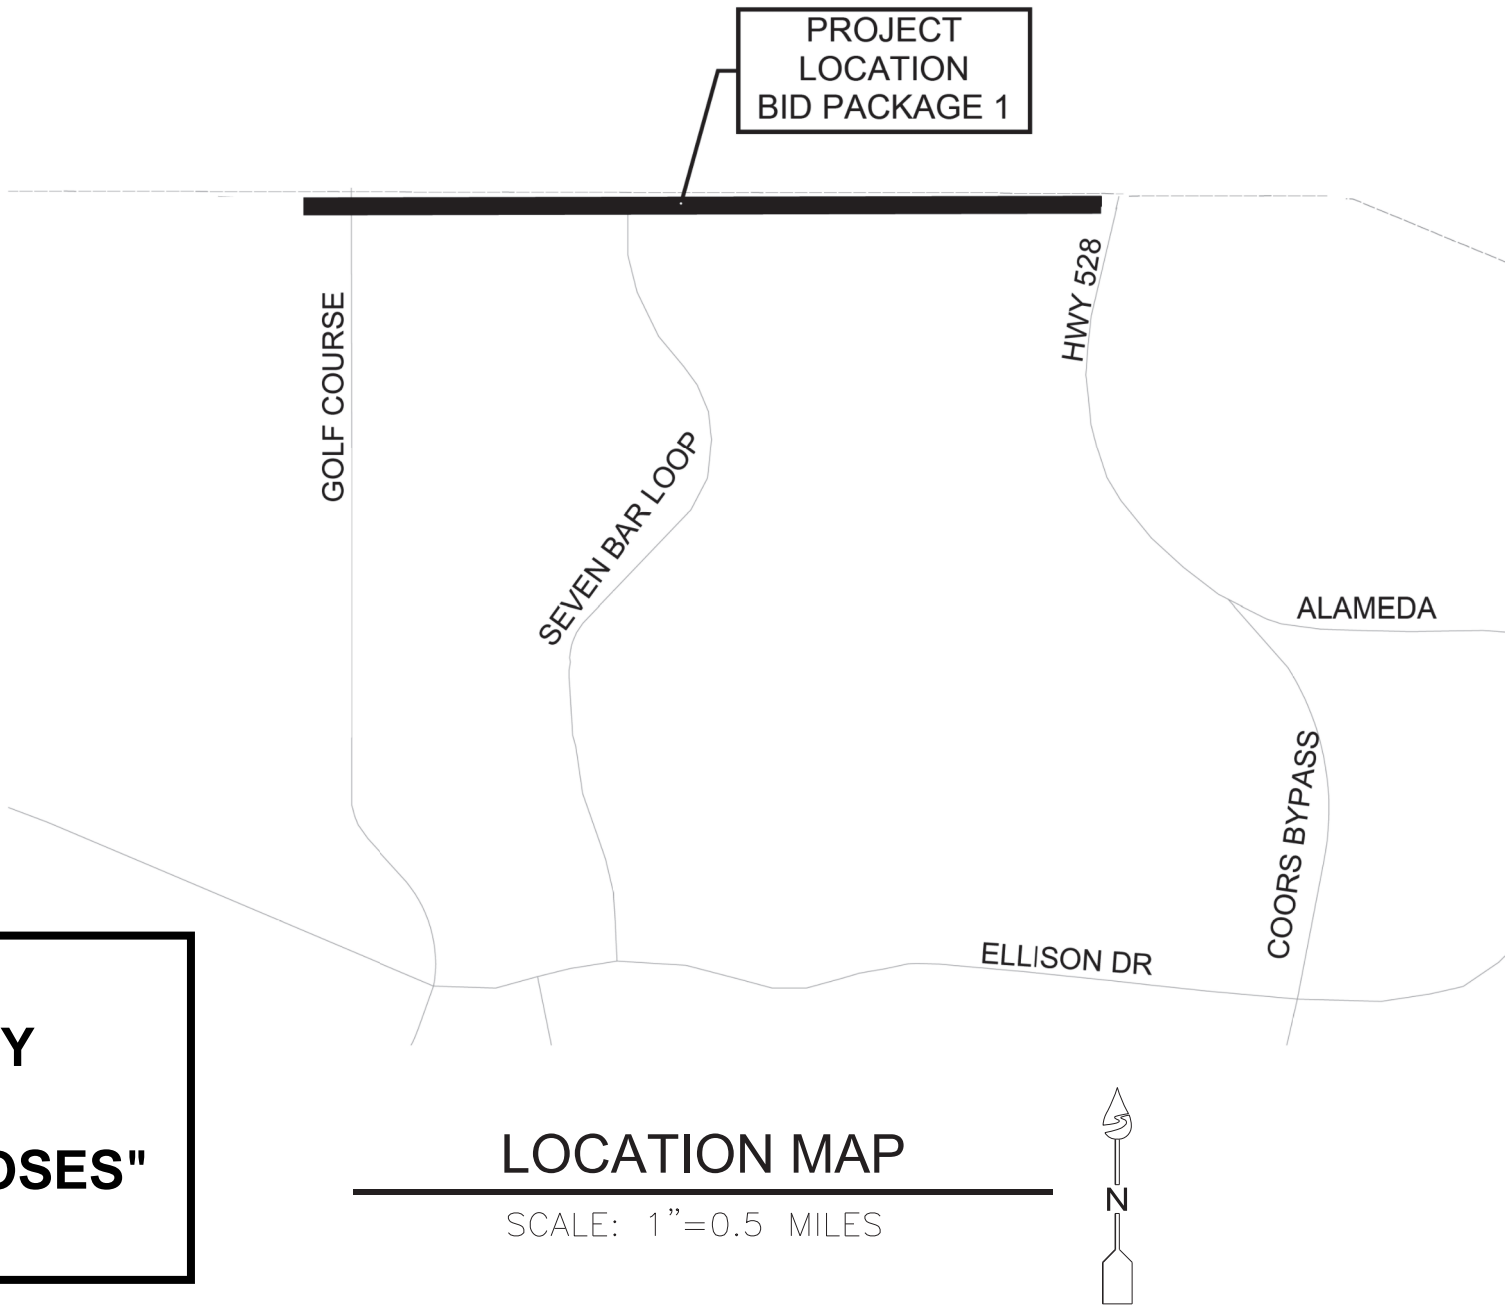 PROJECT
LOCATION
BID PACKAGE 1
HWY 528
GOLF COURSE
SEVEN BAR LOOP
ALAMEDA
COORS BYPASS
ELLISON DR
Y
OSES"
LOCATION MAP
SCALE: 1"=0.5 MILES
N